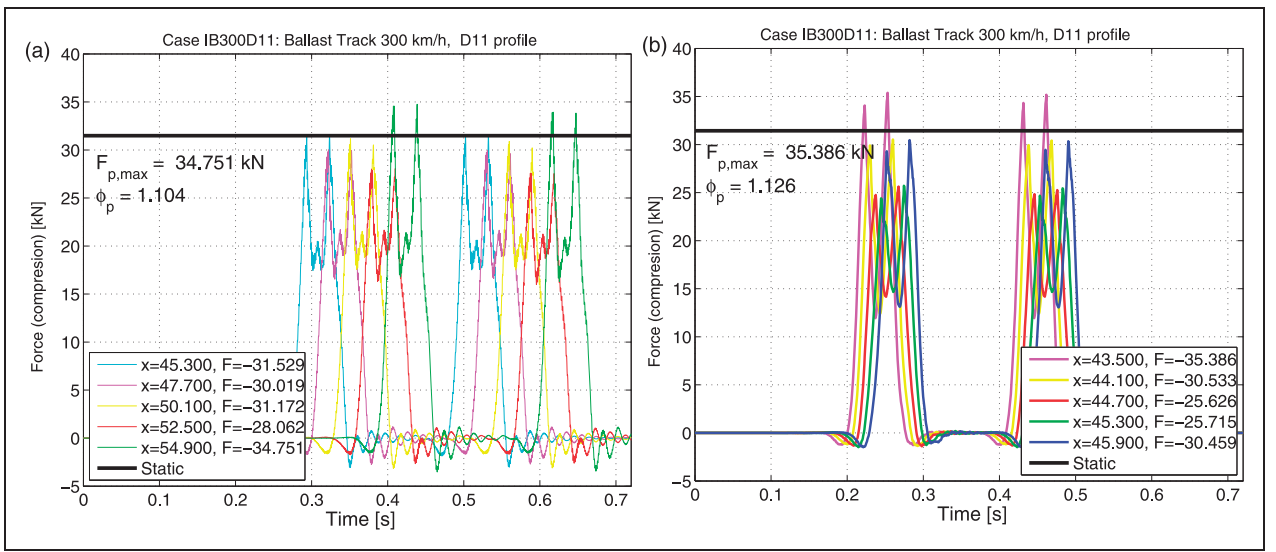 (a)
Case IB300D11: Ballast Track 300 km/h, D11 profile
40
35
30
25
20
15
10
5
0
−5
Force (compresion) [kN]
F_p,max = 34.751 kN
ϕ_p = 1.104
x=45.300, F=−31.529
x=47.700, F=−30.019
x=50.100, F=−31.172
x=52.500, F=−28.062
x=54.900, F=−34.751
Static
0 0.1 0.2 0.3 0.4 0.5 0.6 0.7
Time [s]
(b)
Case IB300D11: Ballast Track 300 km/h, D11 profile
40
35
30
25
20
15
10
5
0
−5
Force (compresion) [kN]
F_p,max = 35.386 kN
ϕ_p = 1.126
x=43.500, F=−35.386
x=44.100, F=−30.533
x=44.700, F=−25.626
x=45.300, F=−25.715
x=45.900, F=−30.459
Static
0 0.1 0.2 0.3 0.4 0.5 0.6 0.7
Time [s]